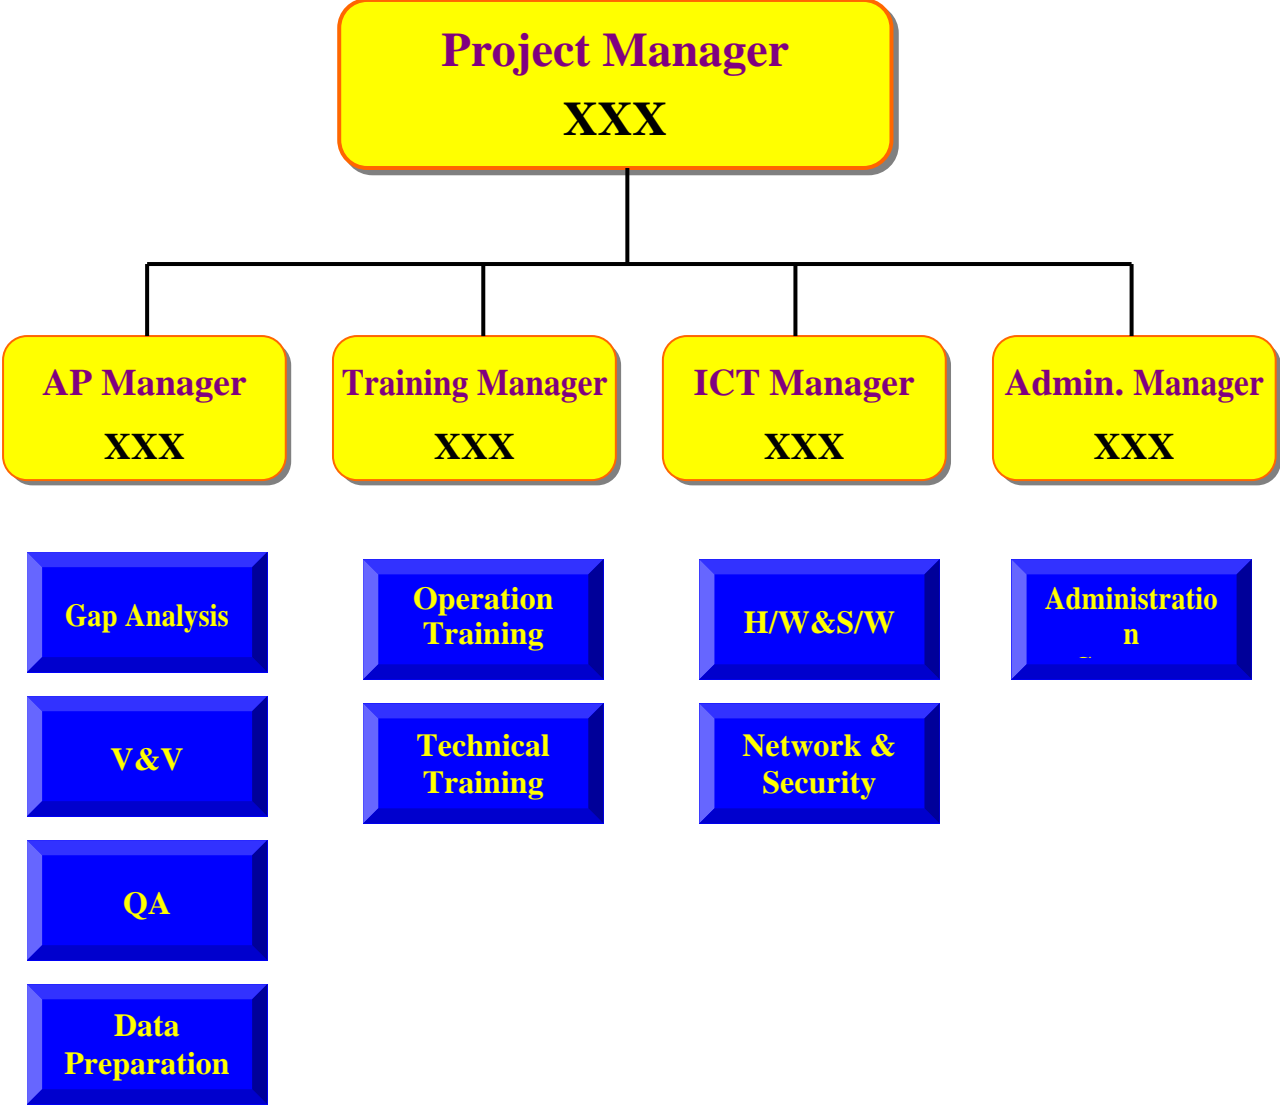 Project Manager
XXX
AP Manager
XXX
Training Manager
XXX
ICT Manager
XXX
Admin. Manager
XXX
Gap Analysis
V&V
QA
Data
Preparation
Operation
Training
Technical
Training
H/W&S/W
Network &
Security
Administratio
n